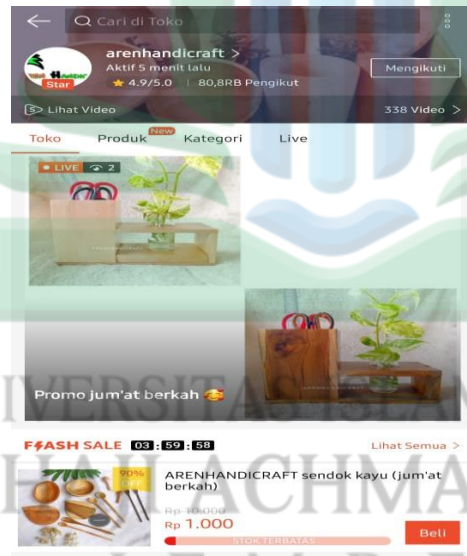 Cari di Toko
arenhandicraft >
Aktif 5 menit lalu
4.9/5.0 | 80,8RB Pengikut
Mengikuti
Star
Lihat Video
338 Video >
Toko Produk New Kategori Live
LIVE 2
Promo jum'at berkah
FLASH SALE 03 : 59 : 58
Lihat Semua >
90%
OFF
ARENHANDICRAFT sendok kayu (jum'at
berkah)
Rp 10.000
Rp 1.000
STOK TERBATAS
Beli